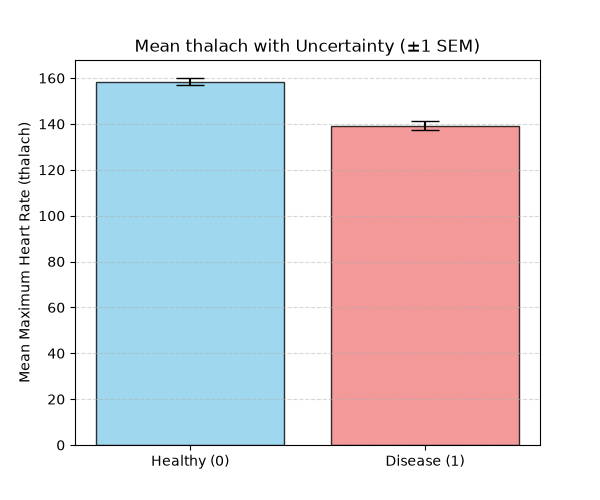 Mean thalach with Uncertainty (±1 SEM)
Mean Maximum Heart Rate (thalach)
160
140
120
100
80
60
40
20
0
Healthy (0)
Disease (1)